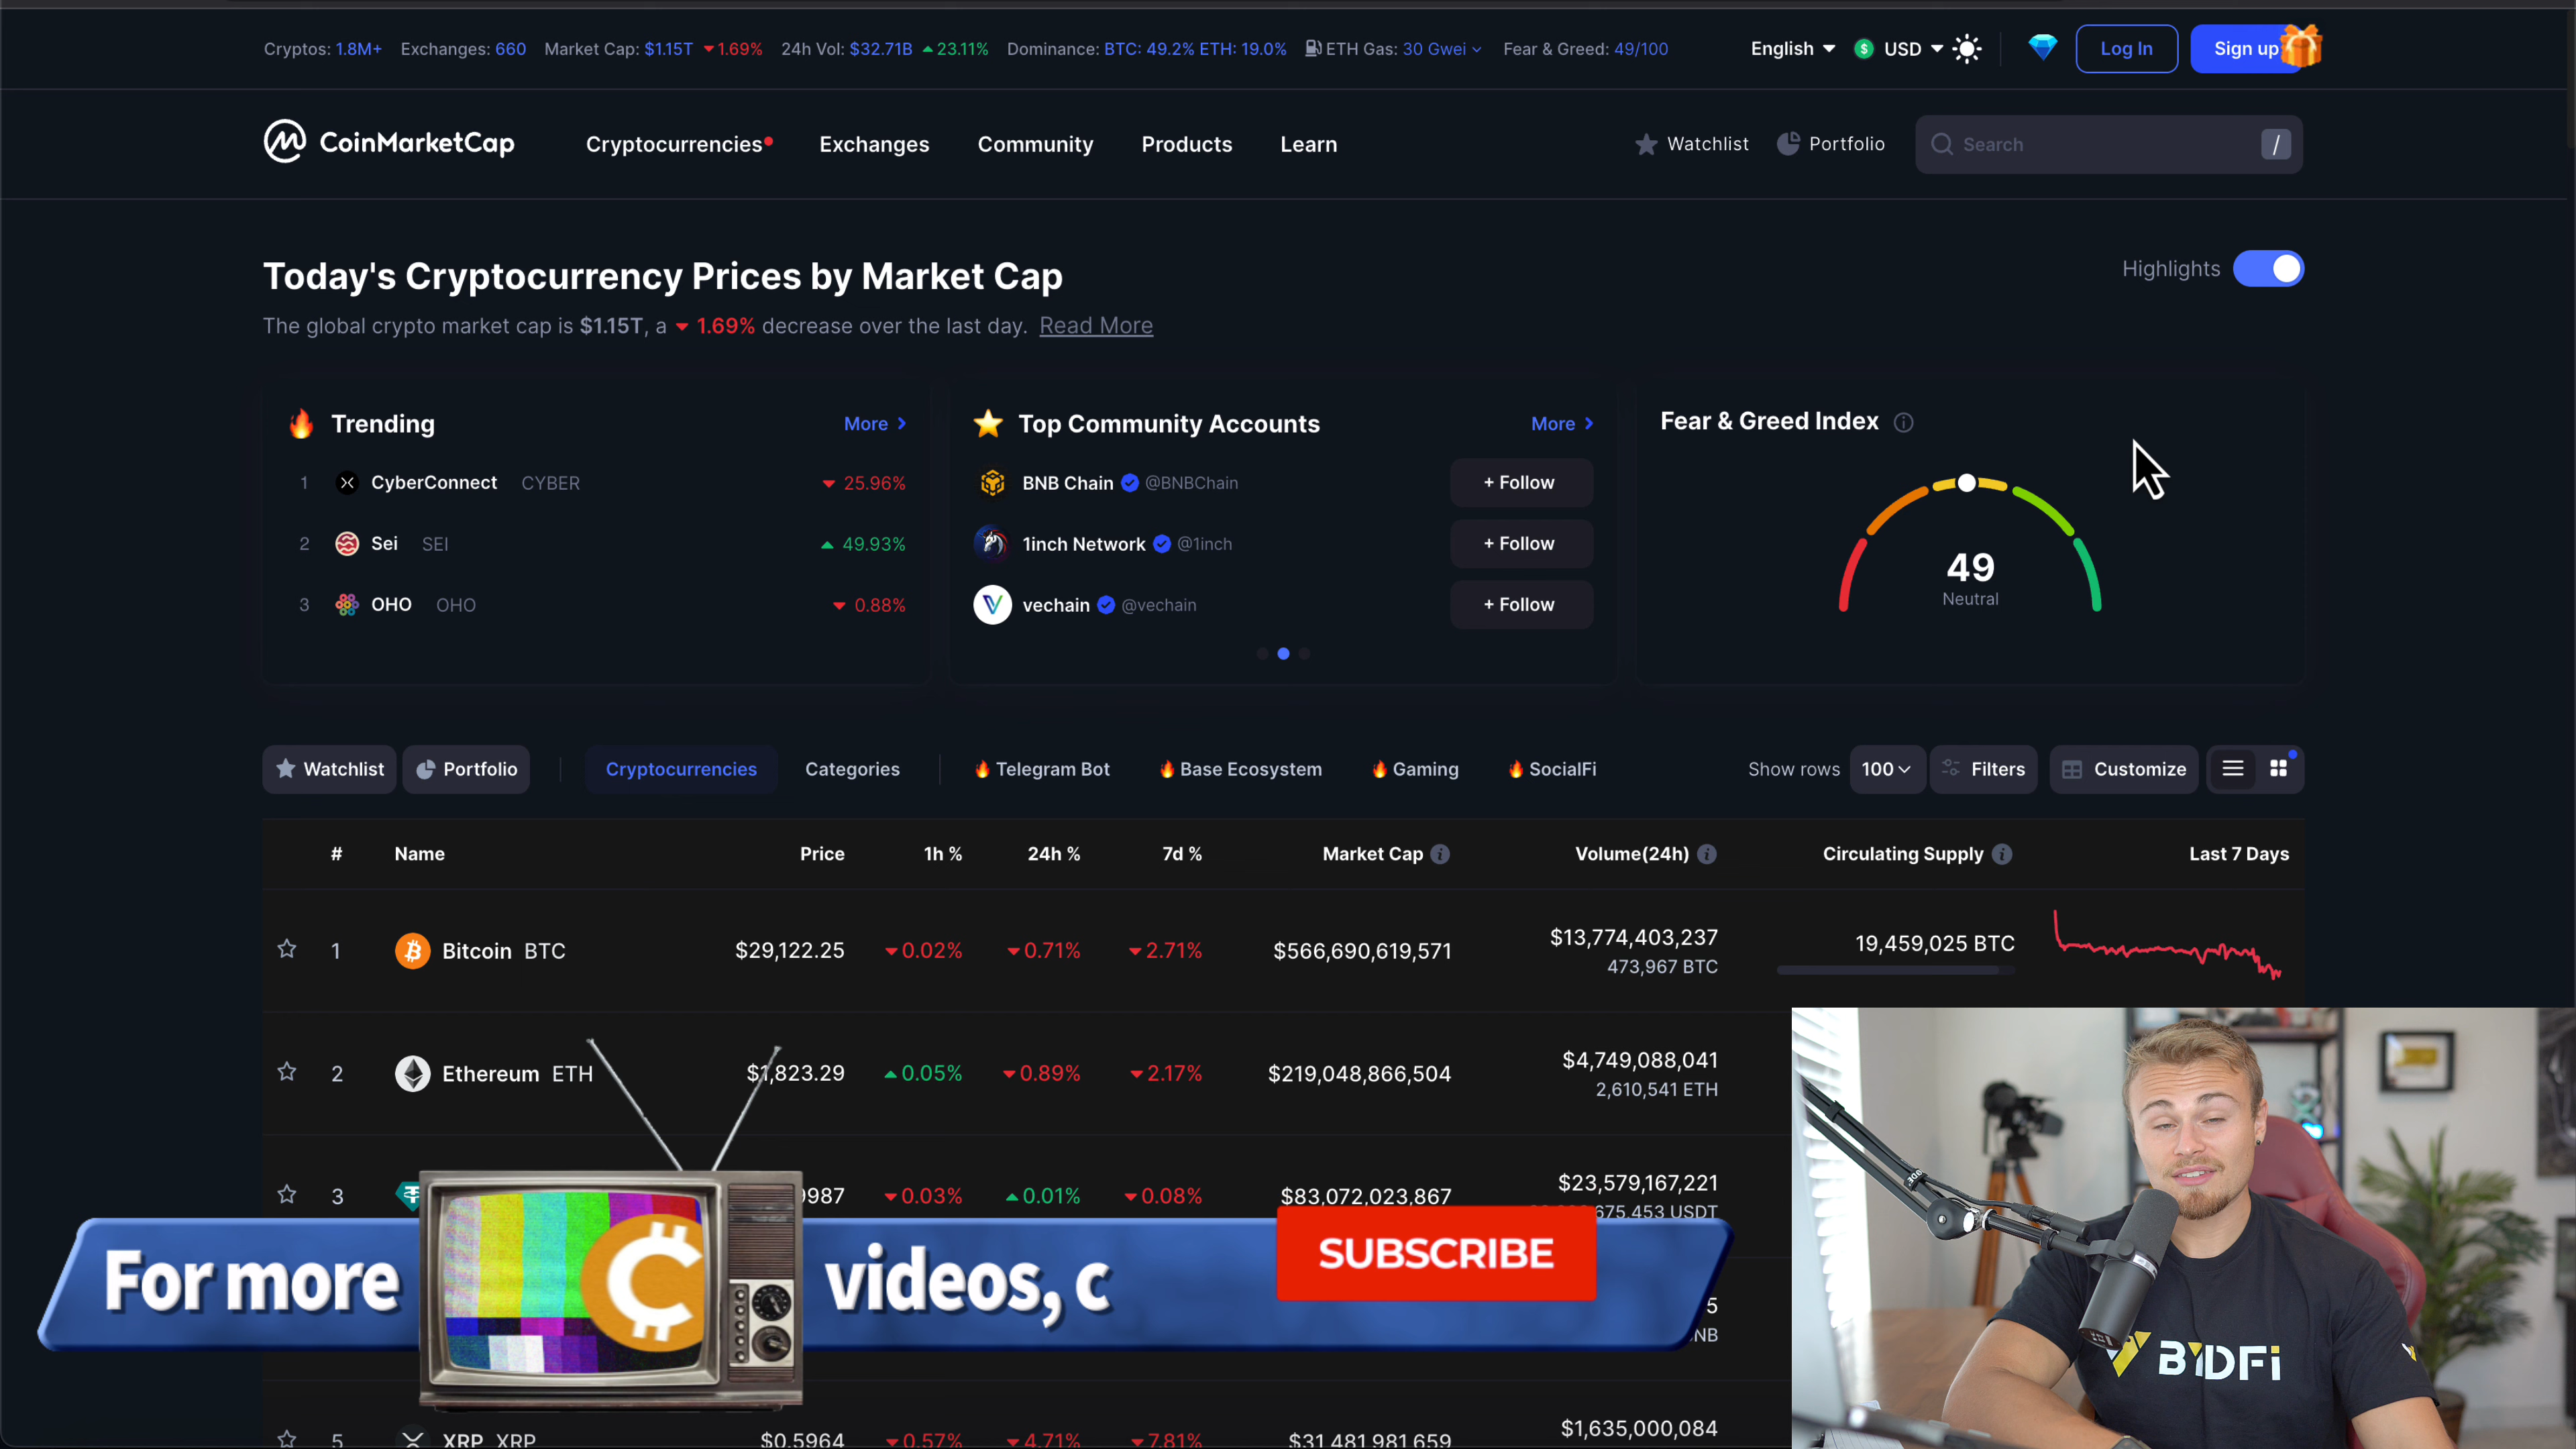 Cryptos: 1.8M+ Exchanges: 660 Market Cap: $1.15T 1.69% 24h Vol: $32.71B 23.11% Dominance: BTC: 49.2% ETH: 19.0% ETH Gas: 30 Gwei Fear & Greed: 49/100 English USD Log In Sign up
CoinMarketCap Cryptocurrencies Exchanges Community Products Learn Watchlist Portfolio Search /
Today's Cryptocurrency Prices by Market Cap Highlights
The global crypto market cap is $1.15T, a 1.69% decrease over the last day. Read More
Trending More
1 CyberConnect CYBER 25.96%
2 Sei SEI 49.93%
3 OHO OHO 0.88%
Top Community Accounts More
BNB Chain @BNBChain + Follow
1inch Network @1inch + Follow
vechain @vechain + Follow
Fear & Greed Index
49
Neutral
Watchlist Portfolio Cryptocurrencies Categories Telegram Bot Base Ecosystem Gaming SocialFi Show rows 100 Filters Customize
# Name Price 1h % 24h % 7d % Market Cap Volume(24h) Circulating Supply Last 7 Days
1 Bitcoin BTC $29,122.25 0.02% 0.71% 2.71% $566,690,619,571 $13,774,403,237 19,459,025 BTC
473,967 BTC
2 Ethereum ETH $1,823.29 0.05% 0.89% 2.17% $219,048,866,504 $4,749,088,041
2,610,541 ETH
3 9987 0.03% 0.01% 0.08% $83,072,023,867 $23,579,167,221
675,453 USDT
For more videos, c
SUBSCRIBE
5
NB
5 XRP XRP $0.5964 0.57% 4.71% 7.81% $31,481,981,659 $1,635,000,084
BYDFi